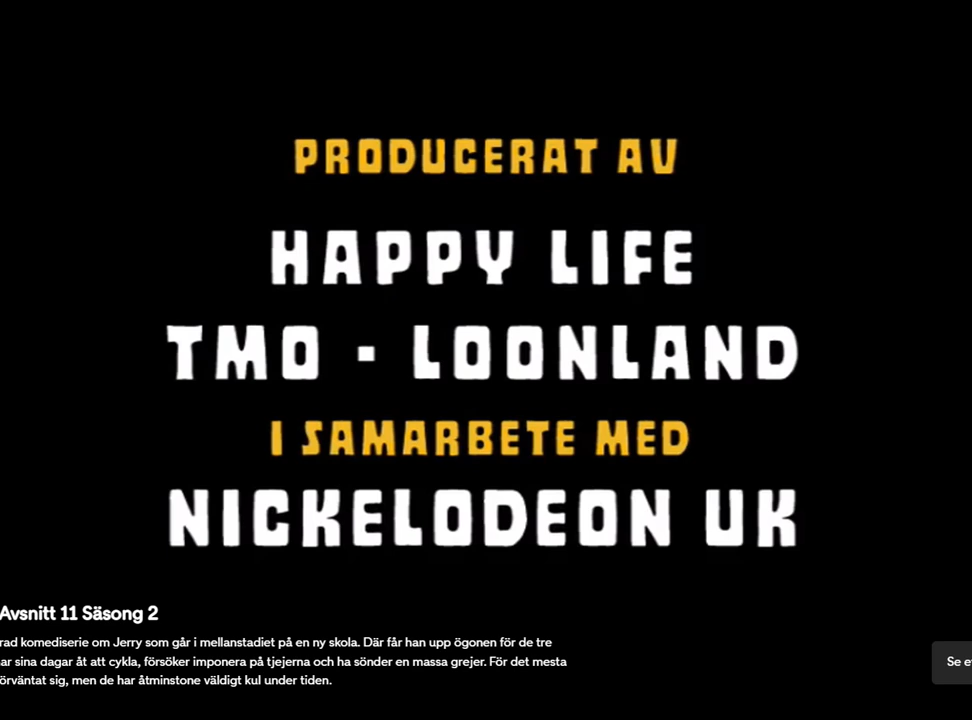 PRODUCERAT AV
HAPPY LIFE
TMO - LOONLAND
I SAMARBETE MED
NICKELODEON UK
Avsnitt 11 Säsong 2
rad komediserie om Jerry som går i mellanstadiet på en ny skola. Där får han upp ögonen för de tre
ar sina dagar åt att cykla, försöker imponera på tjejerna och ha sönder en massa grejer. För det mesta
örväntat sig, men de har åtminstone väldigt kul under tiden.
Se e